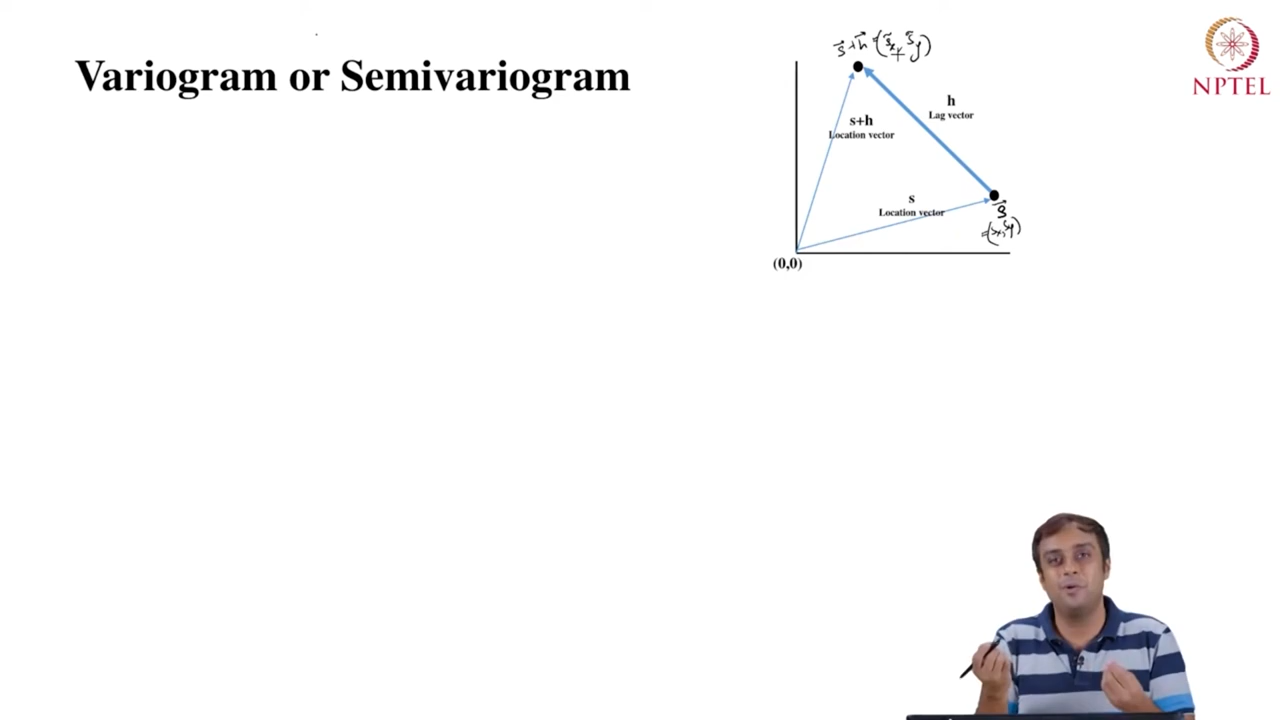 Variogram or Semivariogram
NPTEL
s+h
Location vector
h
Lag vector
s
Location vector
(0,0)